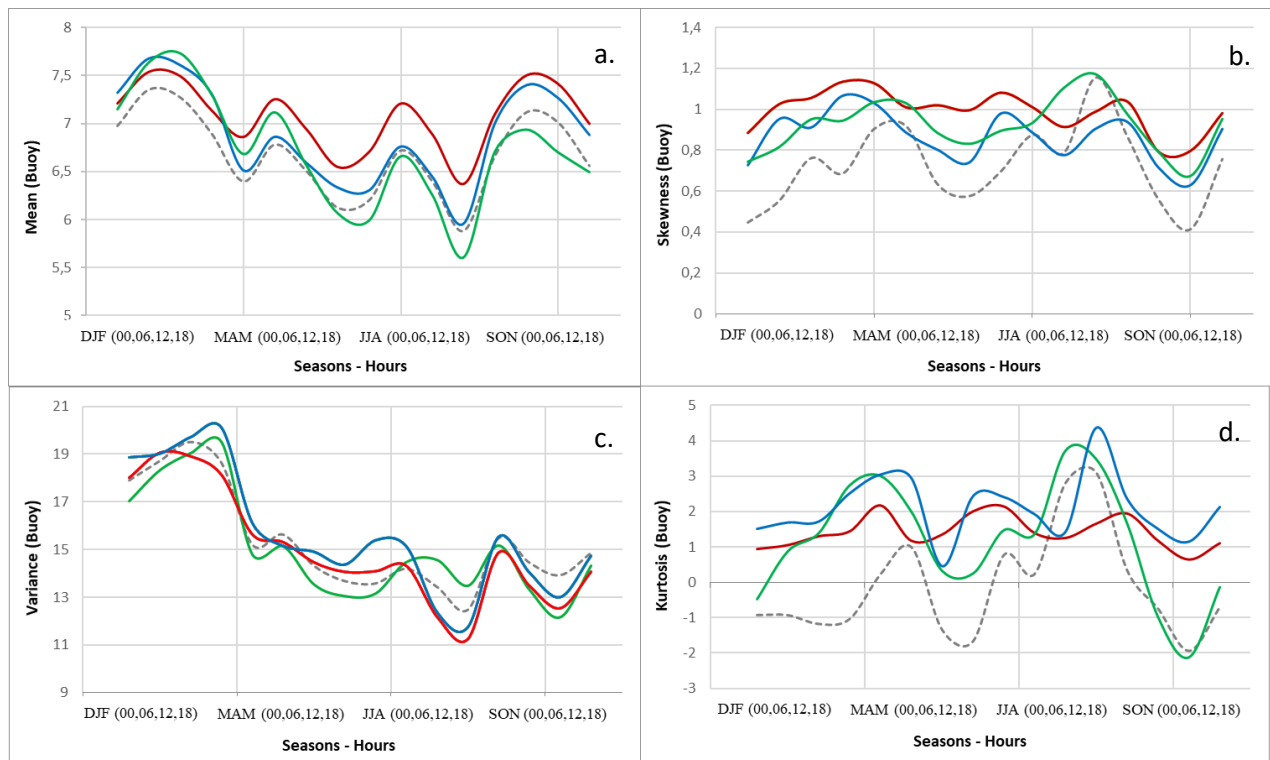 a.
Mean (Buoy)
8
7,5
7
6,5
6
5,5
5
DJF (00,06,12,18) MAM (00,06,12,18) JJA (00,06,12,18) SON (00,06,12,18)
Seasons - Hours
b.
Skewness (Buoy)
1,4
1,2
1
0,8
0,6
0,4
0,2
0
DJF (00,06,12,18) MAM (00,06,12,18) JJA (00,06,12,18) SON (00,06,12,18)
Seasons - Hours
c.
Variance (Buoy)
21
19
17
15
13
11
9
DJF (00,06,12,18) MAM (00,06,12,18) JJA (00,06,12,18) SON (00,06,12,18)
Seasons - Hours
d.
Kurtosis (Buoy)
5
4
3
2
1
0
-1
-2
-3
DJF (00,06,12,18) MAM (00,06,12,18) JJA (00,06,12,18) SON (00,06,12,18)
Seasons - Hours